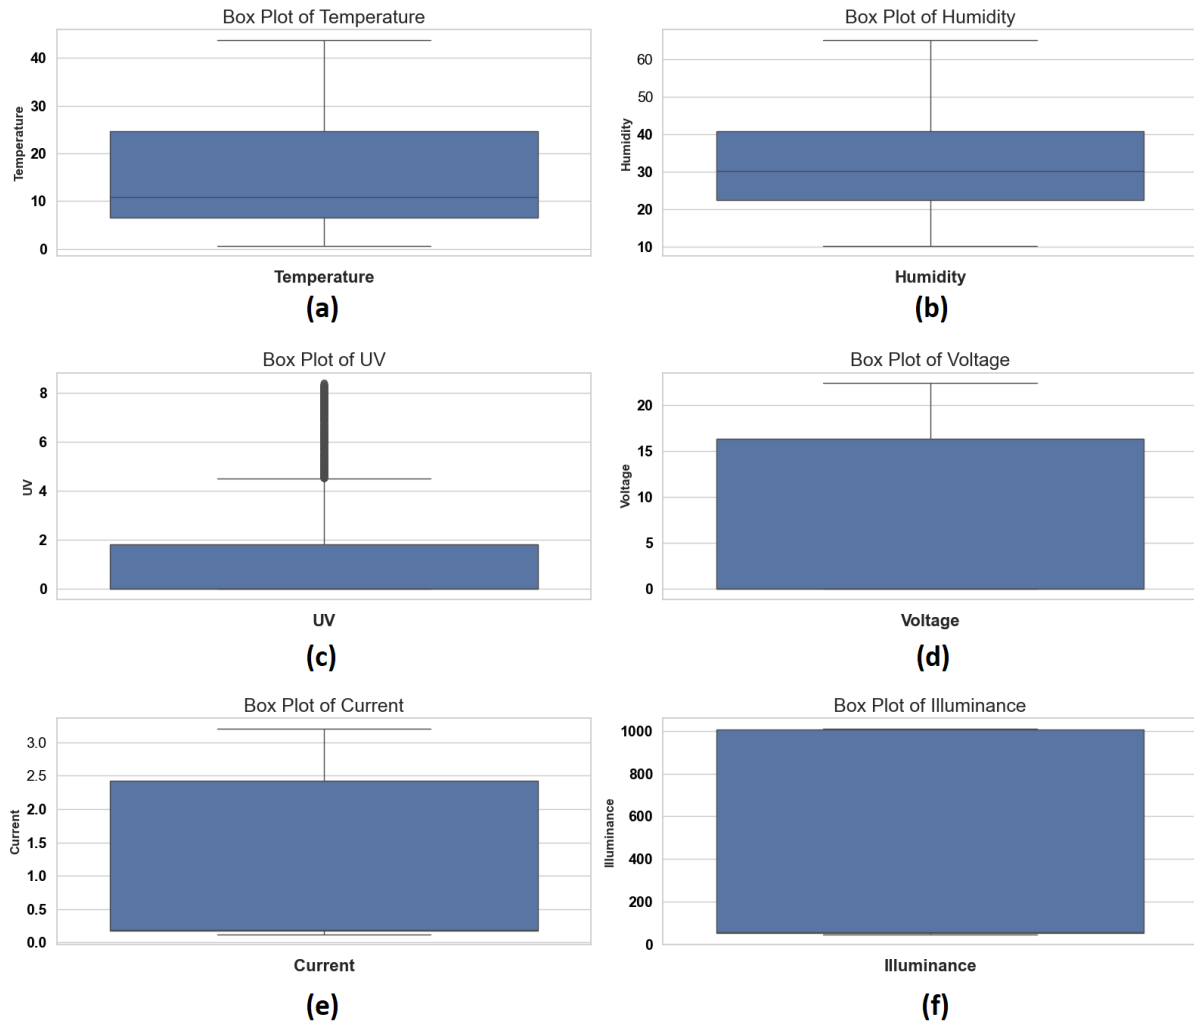 Box Plot of Temperature
40
30
20
10
0
Temperature
Temperature
(a)
Box Plot of Humidity
60
50
40
30
20
10
Humidity
Humidity
(b)
Box Plot of UV
8
6
4
2
0
UV
UV
(c)
Box Plot of Voltage
20
15
10
5
0
Voltage
Voltage
(d)
Box Plot of Current
3.0
2.5
2.0
1.5
1.0
0.5
0.0
Current
Current
(e)
Box Plot of Illuminance
1000
800
600
400
200
0
Illuminance
Illuminance
(f)